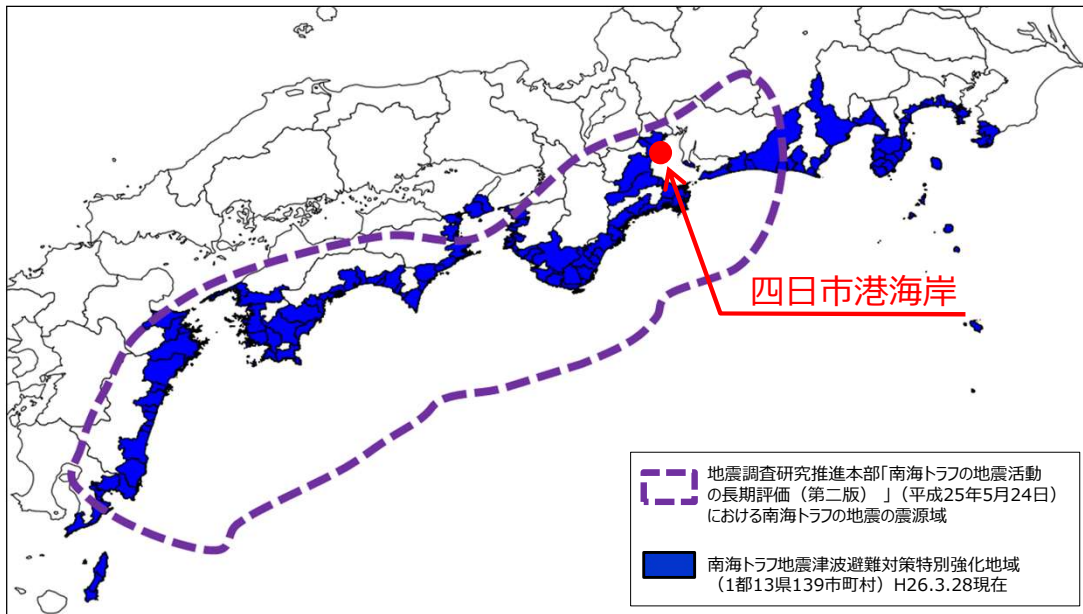 四日市港海岸
地震調査研究推進本部「南海トラフの地震活動
の長期評価（第二版）」（平成25年5月24日）
における南海トラフの地震の震源域
南海トラフ地震津波避難対策特別強化地域
（1都13県139市町村）H26.3.28現在